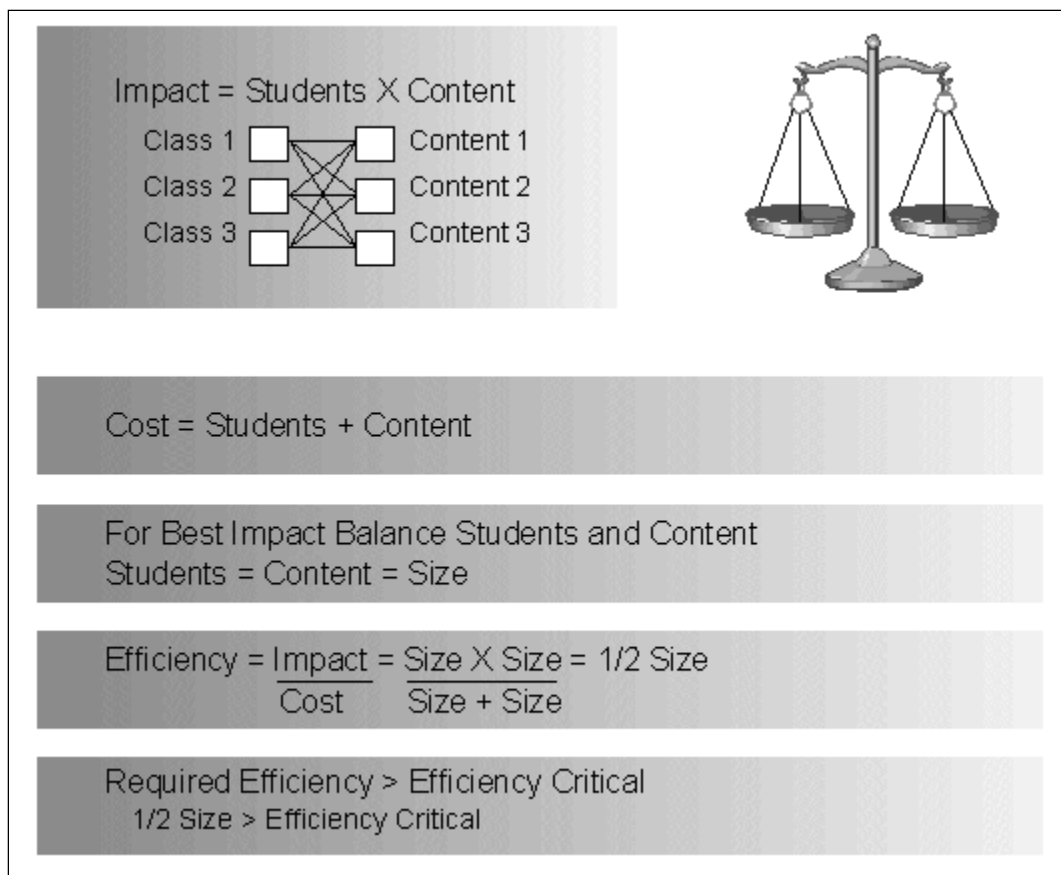 Impact = Students X Content
Class 1 Content 1
Class 2 Content 2
Class 3 Content 3
Cost = Students + Content
For Best Impact Balance Students and Content
Students = Content = Size
Efficiency = Impact = Size X Size = 1/2 Size
Cost Size + Size
Required Efficiency > Efficiency Critical
1/2 Size > Efficiency Critical